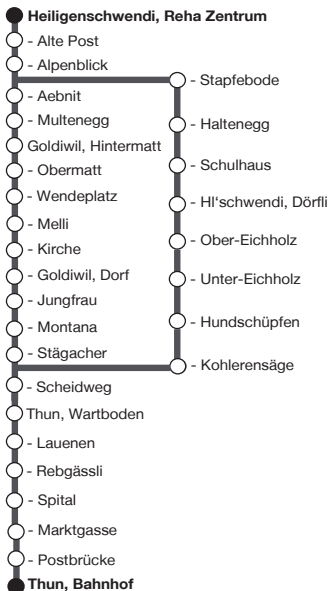 Heiligenschwendi, Reha Zentrum
- Alte Post
- Alpenblick
- Aebnit
- Multenegg
Goldiwil, Hintermatt
- Obermatt
- Wendeplatz
- Melli
- Kirche
- Goldiwil, Dorf
- Jungfrau
- Montana
- Stägacher
- Scheidweg
Thun, Wartboden
- Lauenen
- Rebgässli
- Spital
- Marktgasse
- Postbrücke
Thun, Bahnhof
- Stapfebode
- Haltenegg
- Schulhaus
- Hl'schwendi, Dörfli
- Ober-Eichholz
- Unter-Eichholz
- Hundschüpfen
- Kohlerensäge